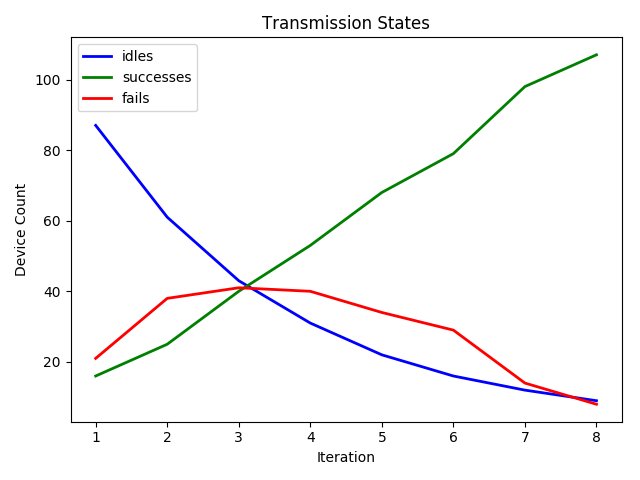 Transmission States
idles
successes
fails
100
80
60
40
20
Device Count
1 2 3 4 5 6 7 8
Iteration